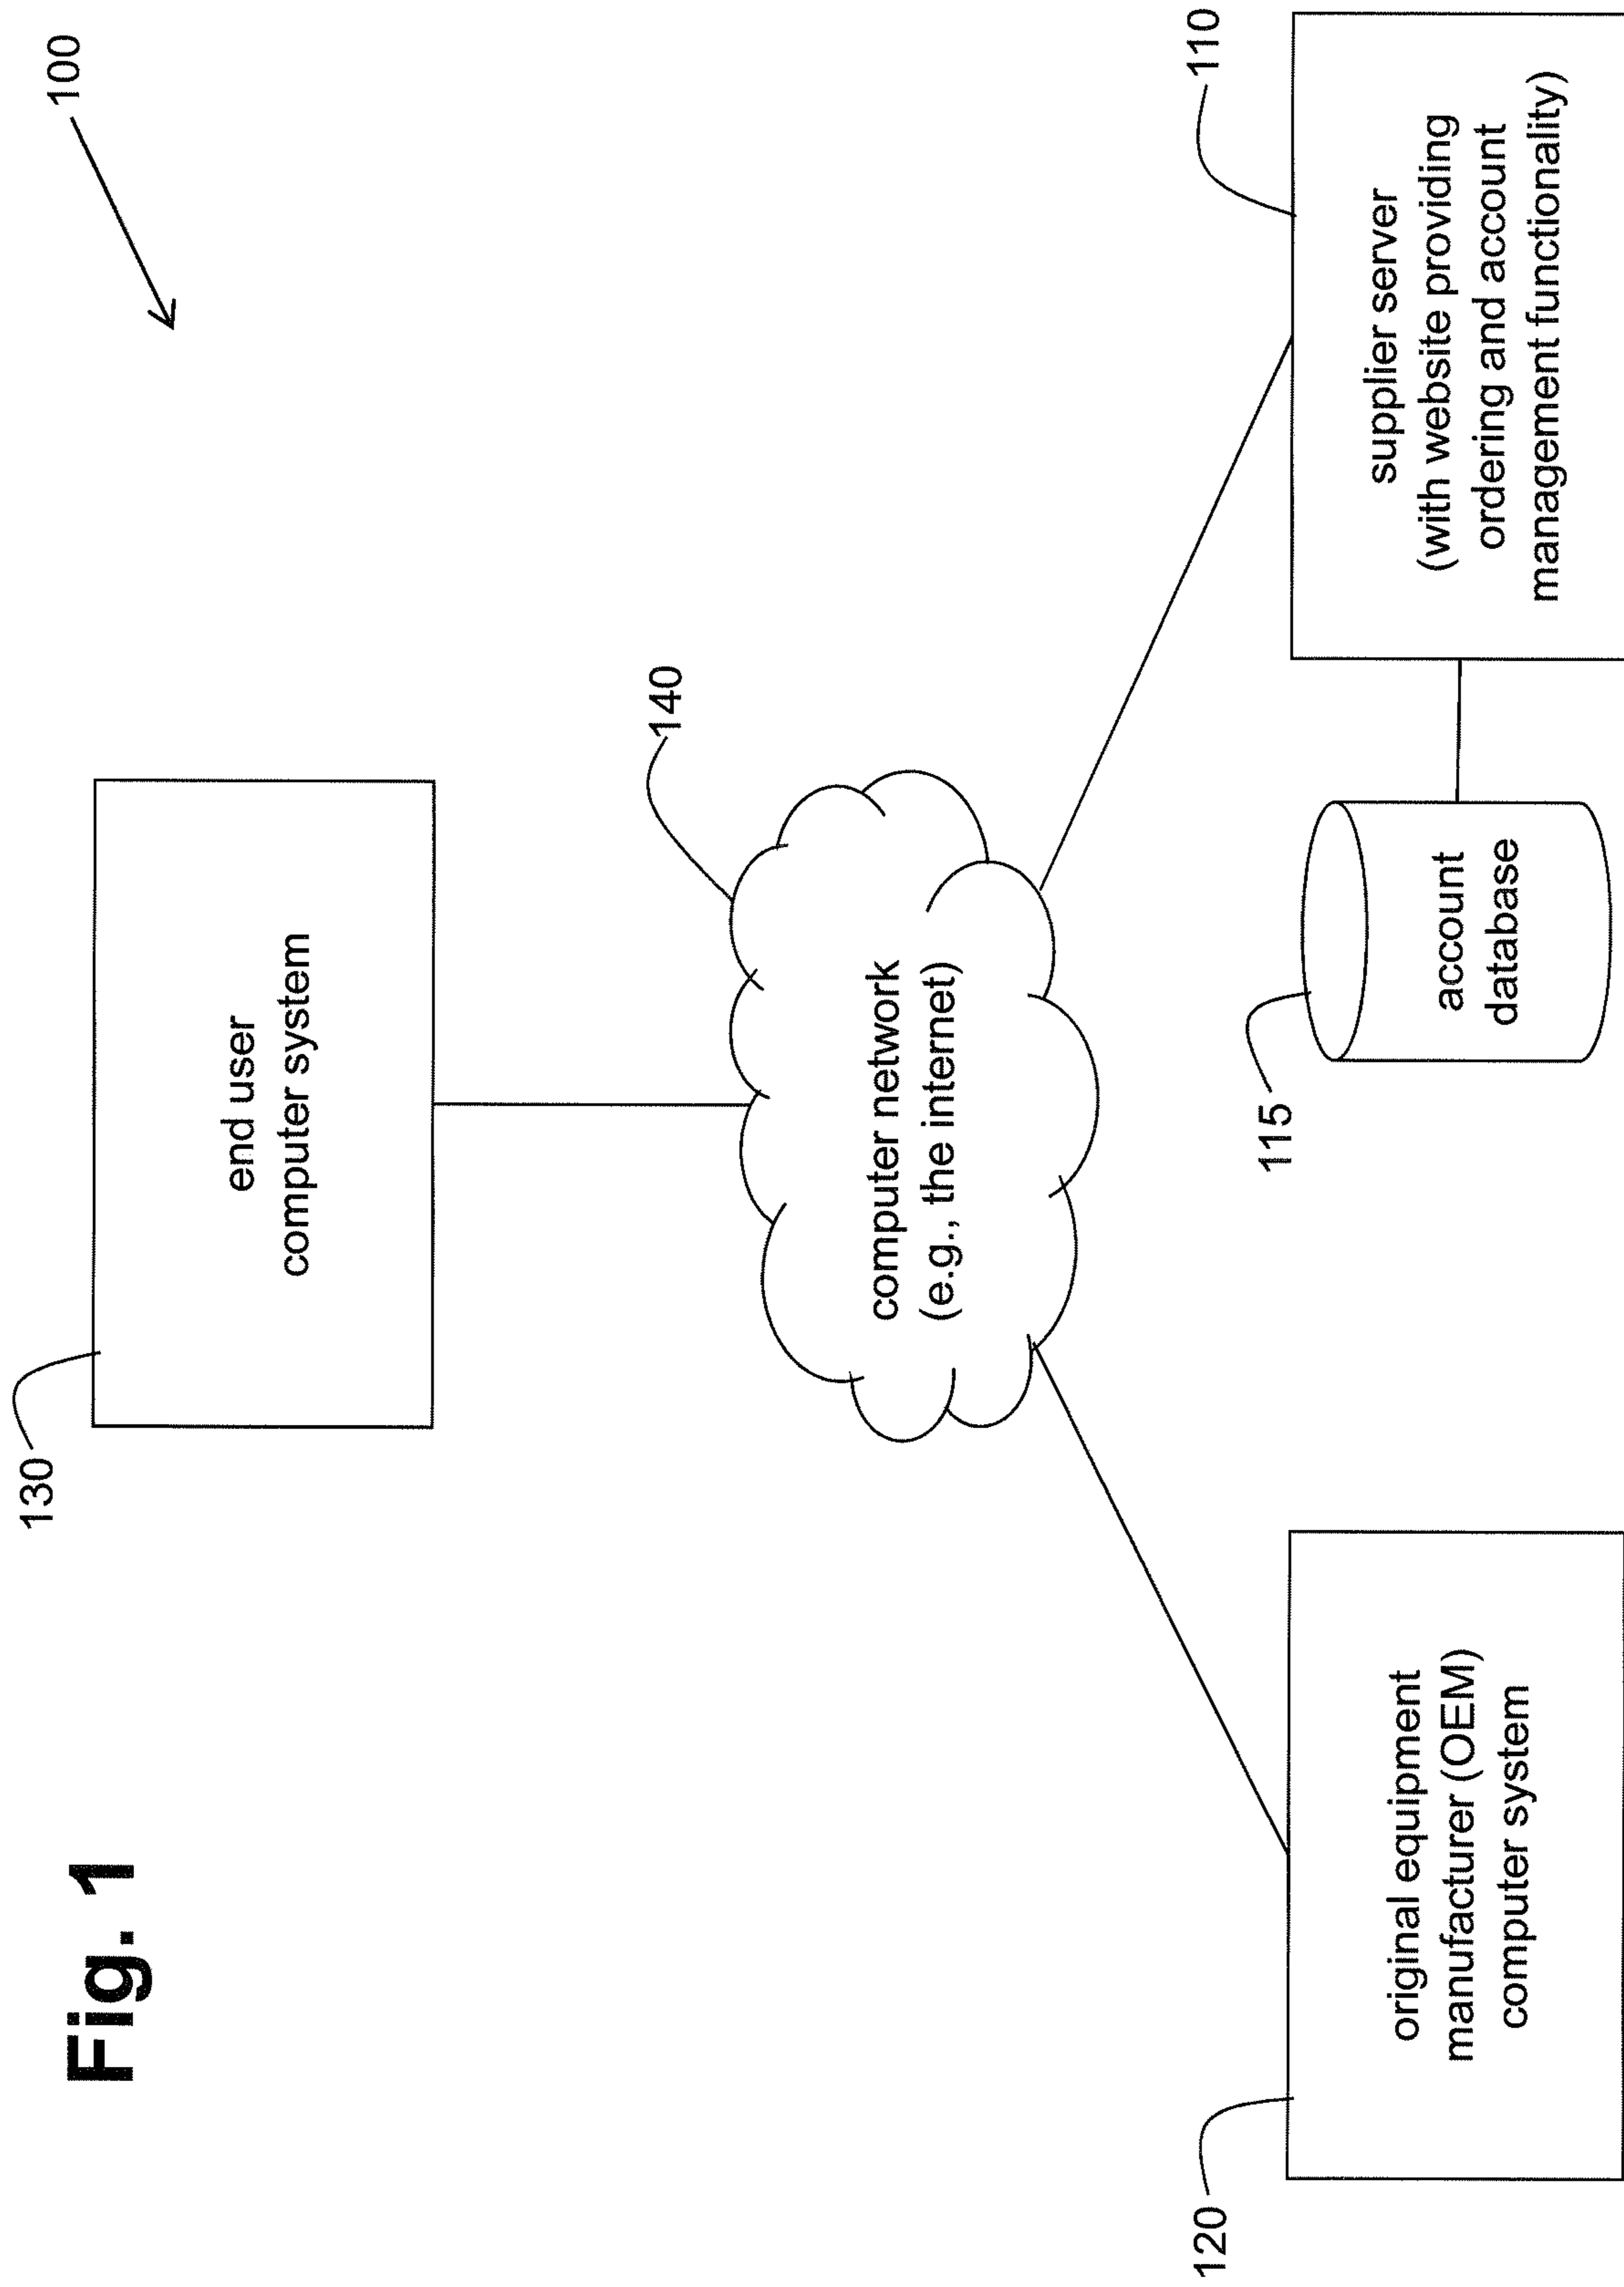 Fig. 1
100
130
end user
computer system
140
computer network
(e.g., the internet)
120
original equipment
manufacturer (OEM)
computer system
115
account
database
110
supplier server
(with website providing
ordering and account
management functionality)